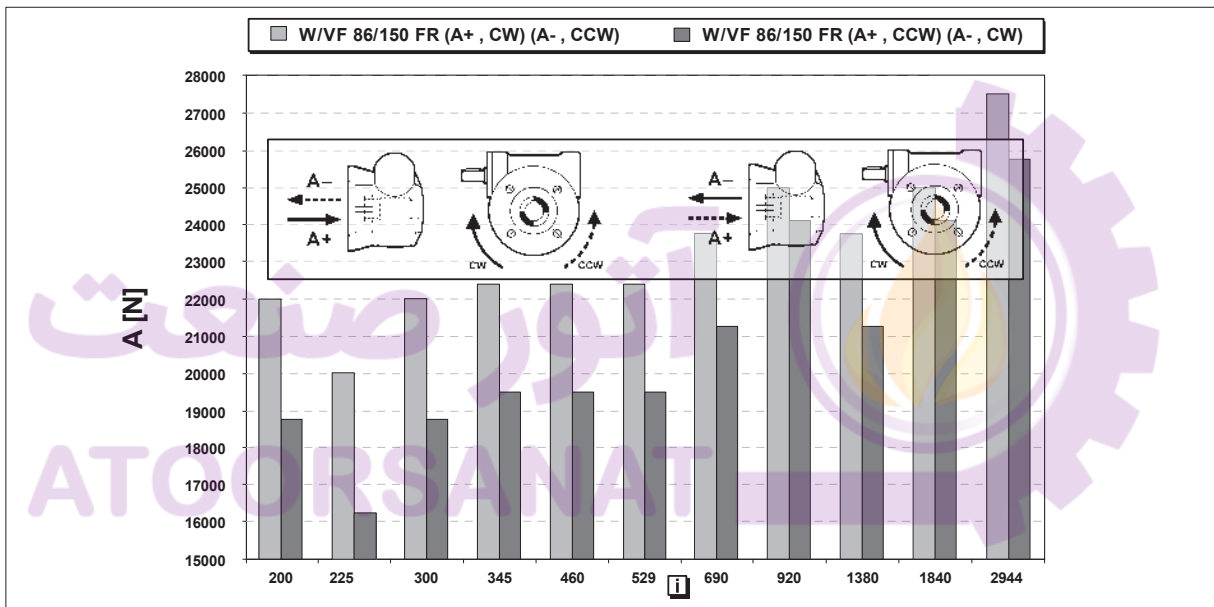 W/VF 86/150 FR (A+ , CW) (A- , CCW) W/VF 86/150 FR (A+ , CCW) (A- , CW)
28000
27000
26000
25000
24000
23000
22000
21000
20000
19000
18000
17000
16000
15000
A [N]
A–
A+
CW
CCW
A–
A+
CW
CCW
آتور صنعت
ATOORSANAT
200 225 300 345 460 529 690 920 1380 1840 2944
i